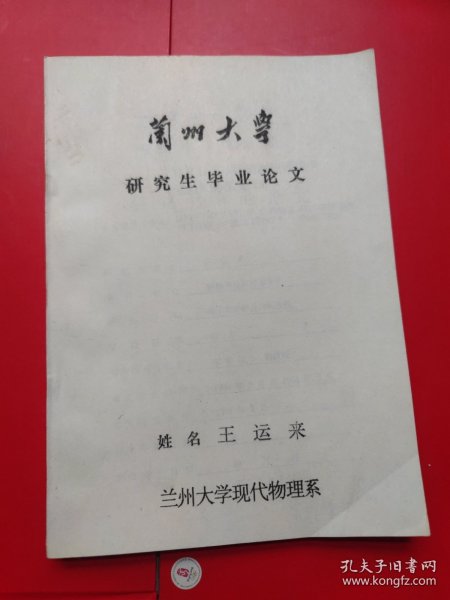 蘭州大學
研究生毕业论文
姓名 王运来
兰州大学现代物理系
孔夫子旧书网
www.kongfz.com